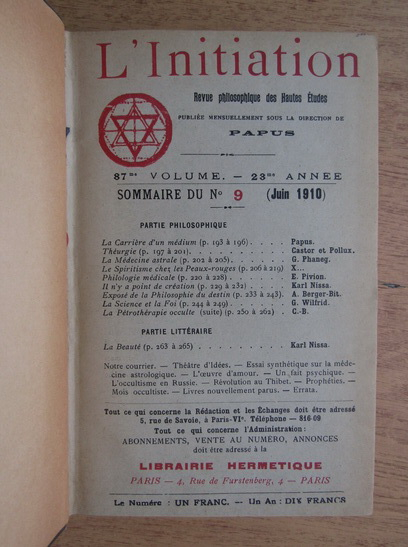 L'Initiation
Revue philosophique des Hautes Études
PUBLIÉE MENSUELLEMENT SOUS LA DIRECTION DE
PAPUS
87me VOLUME. — 23me ANNEE
SOMMAIRE DU No 9 (Juin 1910)
PARTIE PHILOSOPHIQUE
La Carrière d'un médium (p. 193 à 196). . . . Papus.
Théurgie (p. 197 à 201). . . . . . . . . . Castor et Pollux.
La Médecine astrale (p. 202 à 205). . . . . . G. Phaneg.
Le Spiritisme chez les Peaux-rouges (p. 206 à 219) X...
Philologie médicale (p. 220 à 228). . . . . . E. Pivion.
Il n'y a point de création (p. 229 à 232). . . . Karl Nissa.
Exposé de la Philosophie du destin (p. 233 à 243). A. Berger-Bit.
La Science et la Foi (p. 244 à 249). . . . . . G. Wilfrid.
La Pétrothérapie occulte (suite) (p. 250 à 262) . C.-B.
PARTIE LITTÉRAIRE
La Beauté (p. 263 à 265) . . . . . . . . . Karl Nissa.
Notre courrier. — Théâtre d'Idées. — Essai synthétique sur la méde-
cine astrologique. — L'œuvre d'amour. — Un fait psychique. —
L'occultisme en Russie. — Révolution au Thibet. — Prophéties. —
Mois occultiste. — Livres nouvellement parus. — Errata.
Tout ce qui concerne la Rédaction et les Échanges doit être adressé
5, rue de Savoie, à Paris-VIe. Téléphone — 816-09
Tout ce qui concerne l'Administration:
ABONNEMENTS, VENTE AU NUMÉRO, ANNONCES
doit être adressé à la
LIBRAIRIE HERMETIQUE
PARIS — 4, Rue de Furstenberg, 4 — PARIS
Le Numéro : UN FRANC. — Un An : DIX FRANCS